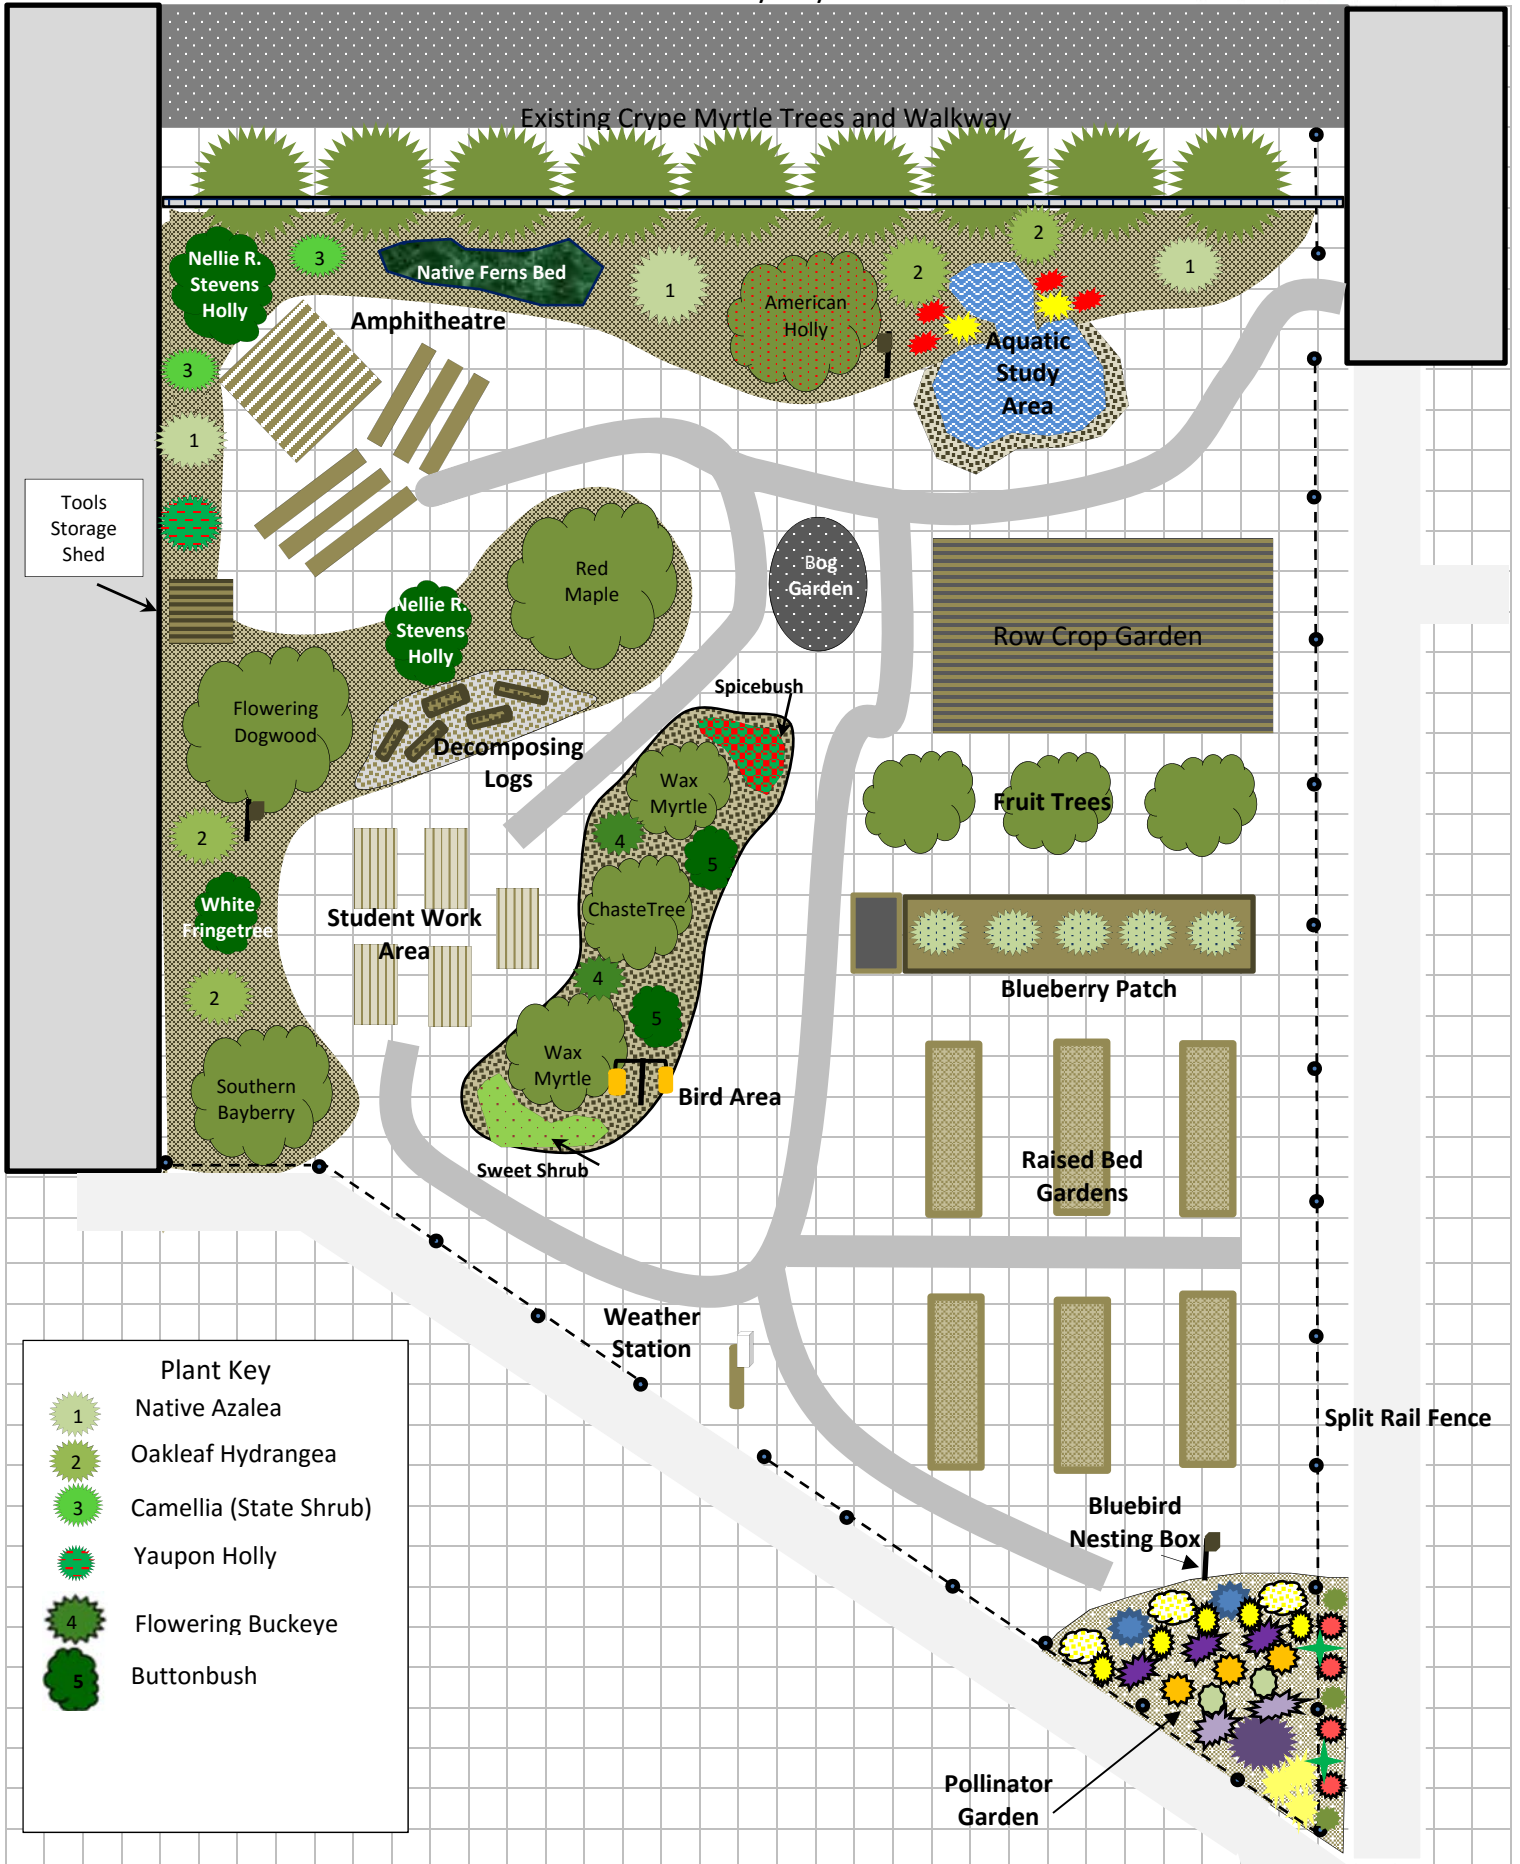 Existing Crype Myrtle Trees and Walkway
Nellie R.
Stevens
Holly
3
Native Ferns Bed
1
American
Holly
2
2
1
Amphitheatre
Aquatic
Study
Area
3
1
Tools
Storage
Shed
Red
Maple
Bog
Garden
Nellie R.
Stevens
Holly
Row Crop Garden
Spicebush
Flowering
Dogwood
Decomposing
Logs
Wax
Myrtle
Fruit Trees
2
4
5
White
Fringetree
Student Work
Area
ChasteTree
Blueberry Patch
2
4
5
Wax
Myrtle
Southern
Bayberry
Bird Area
Sweet Shrub
Raised Bed
Gardens
Weather
Station
Split Rail Fence
Plant Key
1 Native Azalea
2 Oakleaf Hydrangea
3 Camellia (State Shrub)
Yaupon Holly
4 Flowering Buckeye
5 Buttonbush
Bluebird
Nesting Box
Pollinator
Garden